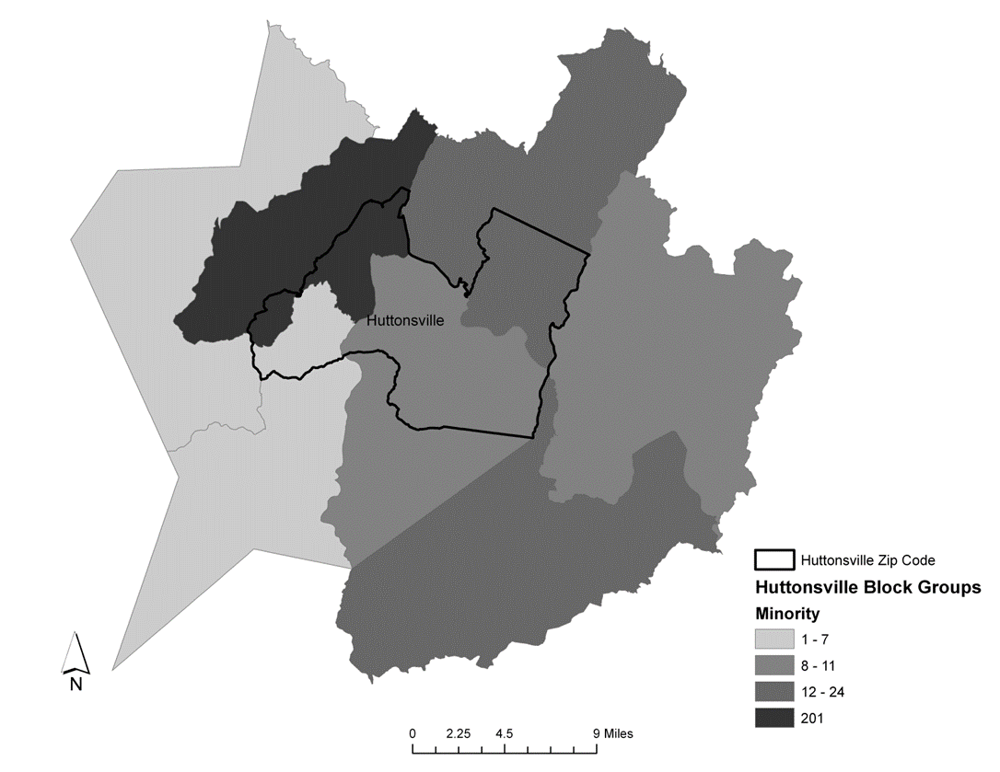 Huttonsville
Huttonsville Zip Code
Huttonsville Block Groups
Minority
1 - 7
8 - 11
12 - 24
201
N
0 2.25 4.5 9 Miles